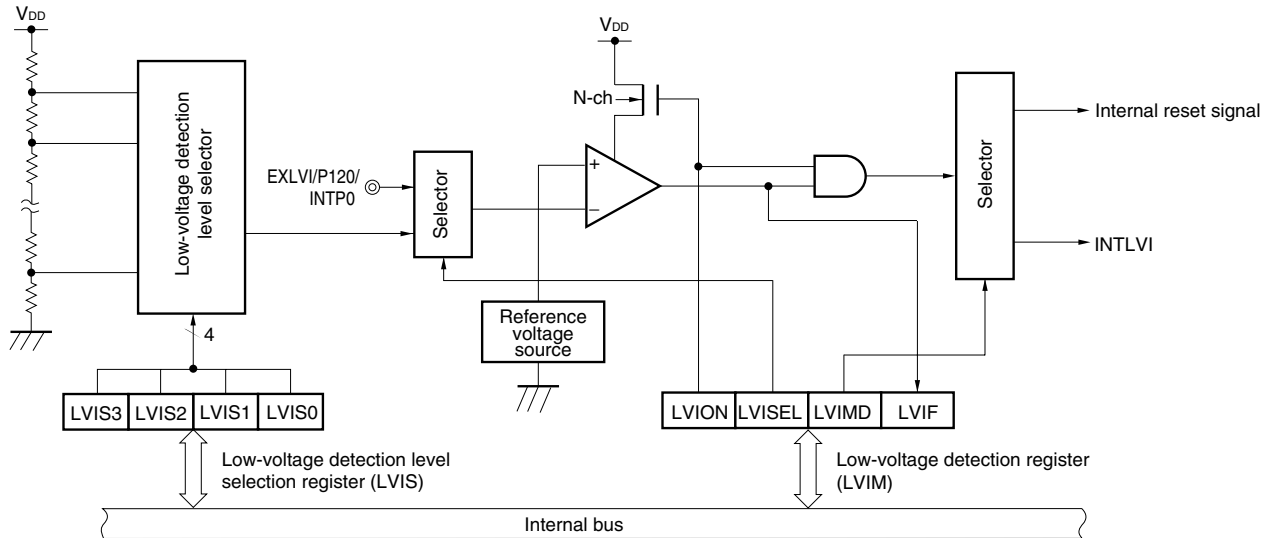 VDD
Low-voltage detection
level selector
4
LVIS3 LVIS2 LVIS1 LVIS0
Low-voltage detection level
selection register (LVIS)
EXLVI/P120/
INTP0
Selector
VDD
N-ch
+
−
Reference
voltage
source
Selector
Internal reset signal
INTLVI
LVION LVISEL LVIMD LVIF
Low-voltage detection register
(LVIM)
Internal bus